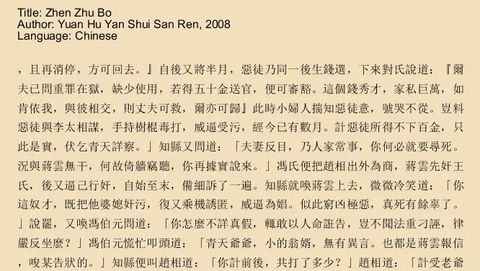 Title: Zhen Zhu Bo
Author: Yuan Hu Yan Shui San Ren, 2008
Language: Chinese
，且再消停，方可回去。』自後又將半月，惡徒乃同一後生錢選，下來對氏說道：『爾
夫已問重罪在獄，缺少使用，若得五十金送官，便可審豁。這個錢秀才，家私巨萬，如
肯依我，與彼相交，則丈夫可救，爾亦可歸』此時小婦人揣知惡徒意，號哭不從。豈料
惡徒與李太相謀，手持樹棍毒打，威逼受污，經今已有數月。計惡徒所得不下百金，只
此是實，伏乞青天詳察。」知縣又問道：「夫妻反目，乃人家常事，你何必就要尋死。
況與蔣雲無干，何故倚牆竊聽，你再據實說來。」馮氏便把趙相出外為商，蔣雲先奸王
氏，後又逼己行奸，自始至末，備細訴了一遍。知縣就喚蔣雲上去，微微冷笑道：「你
這奴才，既把他婆媳奸污，復又乘機誘匿，威逼為娼。似此窮凶極惡，真死有餘辜了。
」說罷，又喚馮伯元問道：「你怎麼不詳真假，輒敢以人命誑告，豈不聞法重刁誣，律
嚴反坐麼？」馮伯元慌忙叩頭道：「青天爺爺，小的翁婿，無有異言。也都是蔣雲報信
，唆某告狀的。」知縣便叫趙相道：「你計前後，共打了多少？」趙相道：「計受老爺